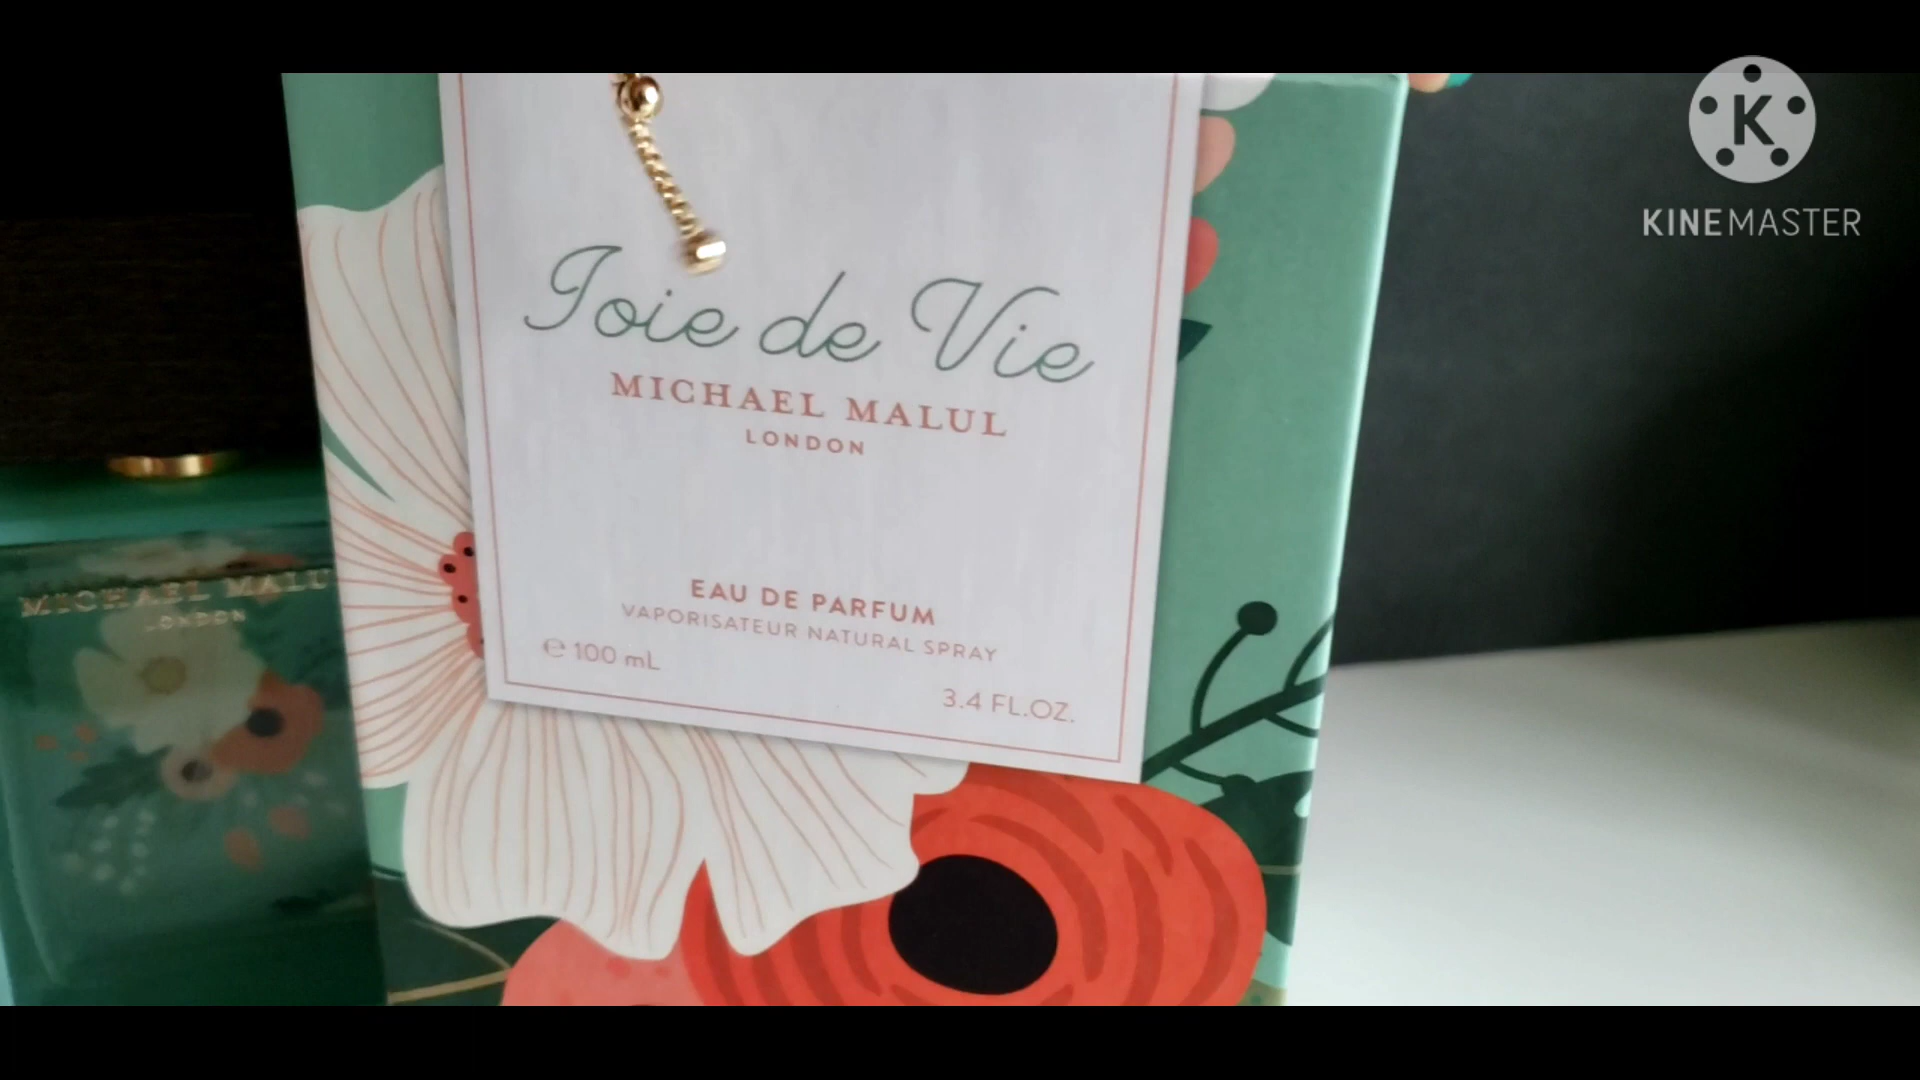 KINEMASTER
Joie de Vie
MICHAEL MALUL
LONDON
EAU DE PARFUM
VAPORISATEUR NATURAL SPRAY
℮ 100 mL
3.4 FL.OZ.
MICHAEL MALU
LONDON
K